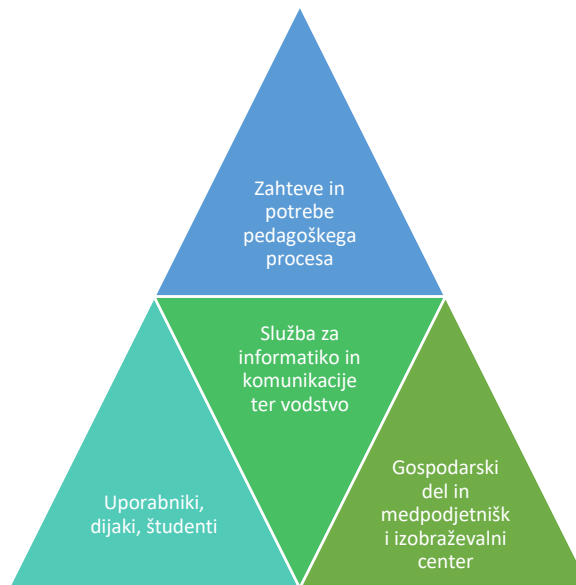 Zahteve in
potrebe
pedagoškega
procesa
Služba za
informatiko in
komunikacije
ter vodstvo
Uporabniki,
dijaki, študenti
Gospodarski
del in
medpodjetnišk
i izobraževalni
center